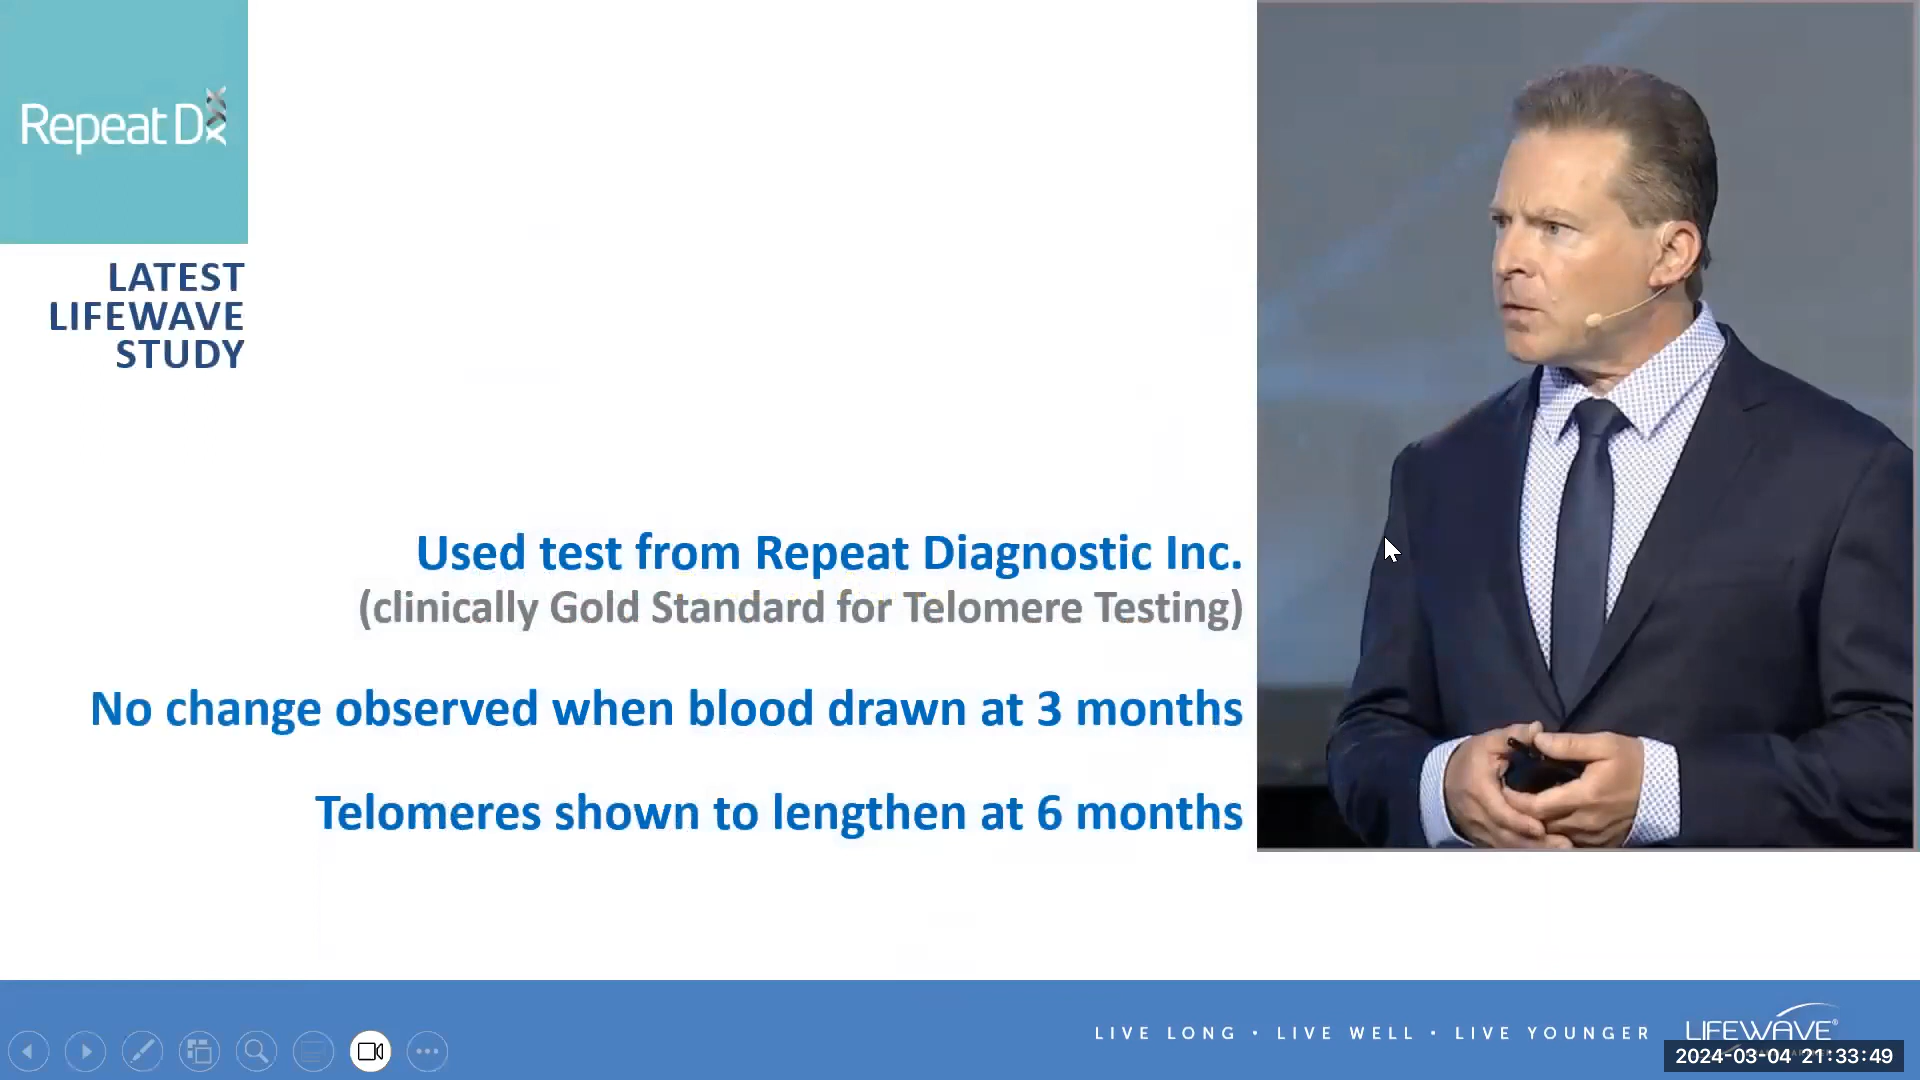 Repeat Dx
LATEST
LIFEWAVE
STUDY
Used test from Repeat Diagnostic Inc.
(clinically Gold Standard for Telomere Testing)
No change observed when blood drawn at 3 months
Telomeres shown to lengthen at 6 months
LIVE LONG • LIVE WELL • LIVE YOUNGER
LIFEWAVE®
2024-03-04 21:33:49